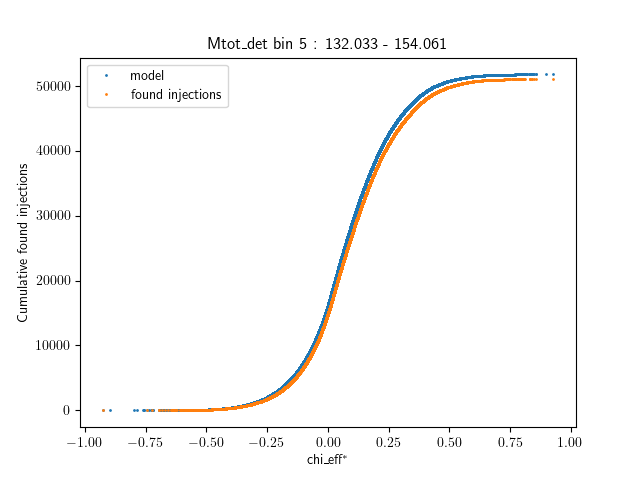 Mtot_det bin 5 : 132.033 - 154.061
model
found injections
Cumulative found injections
50000
40000
30000
20000
10000
0
−1.00 −0.75 −0.50 −0.25 0.00 0.25 0.50 0.75 1.00
chi_eff*